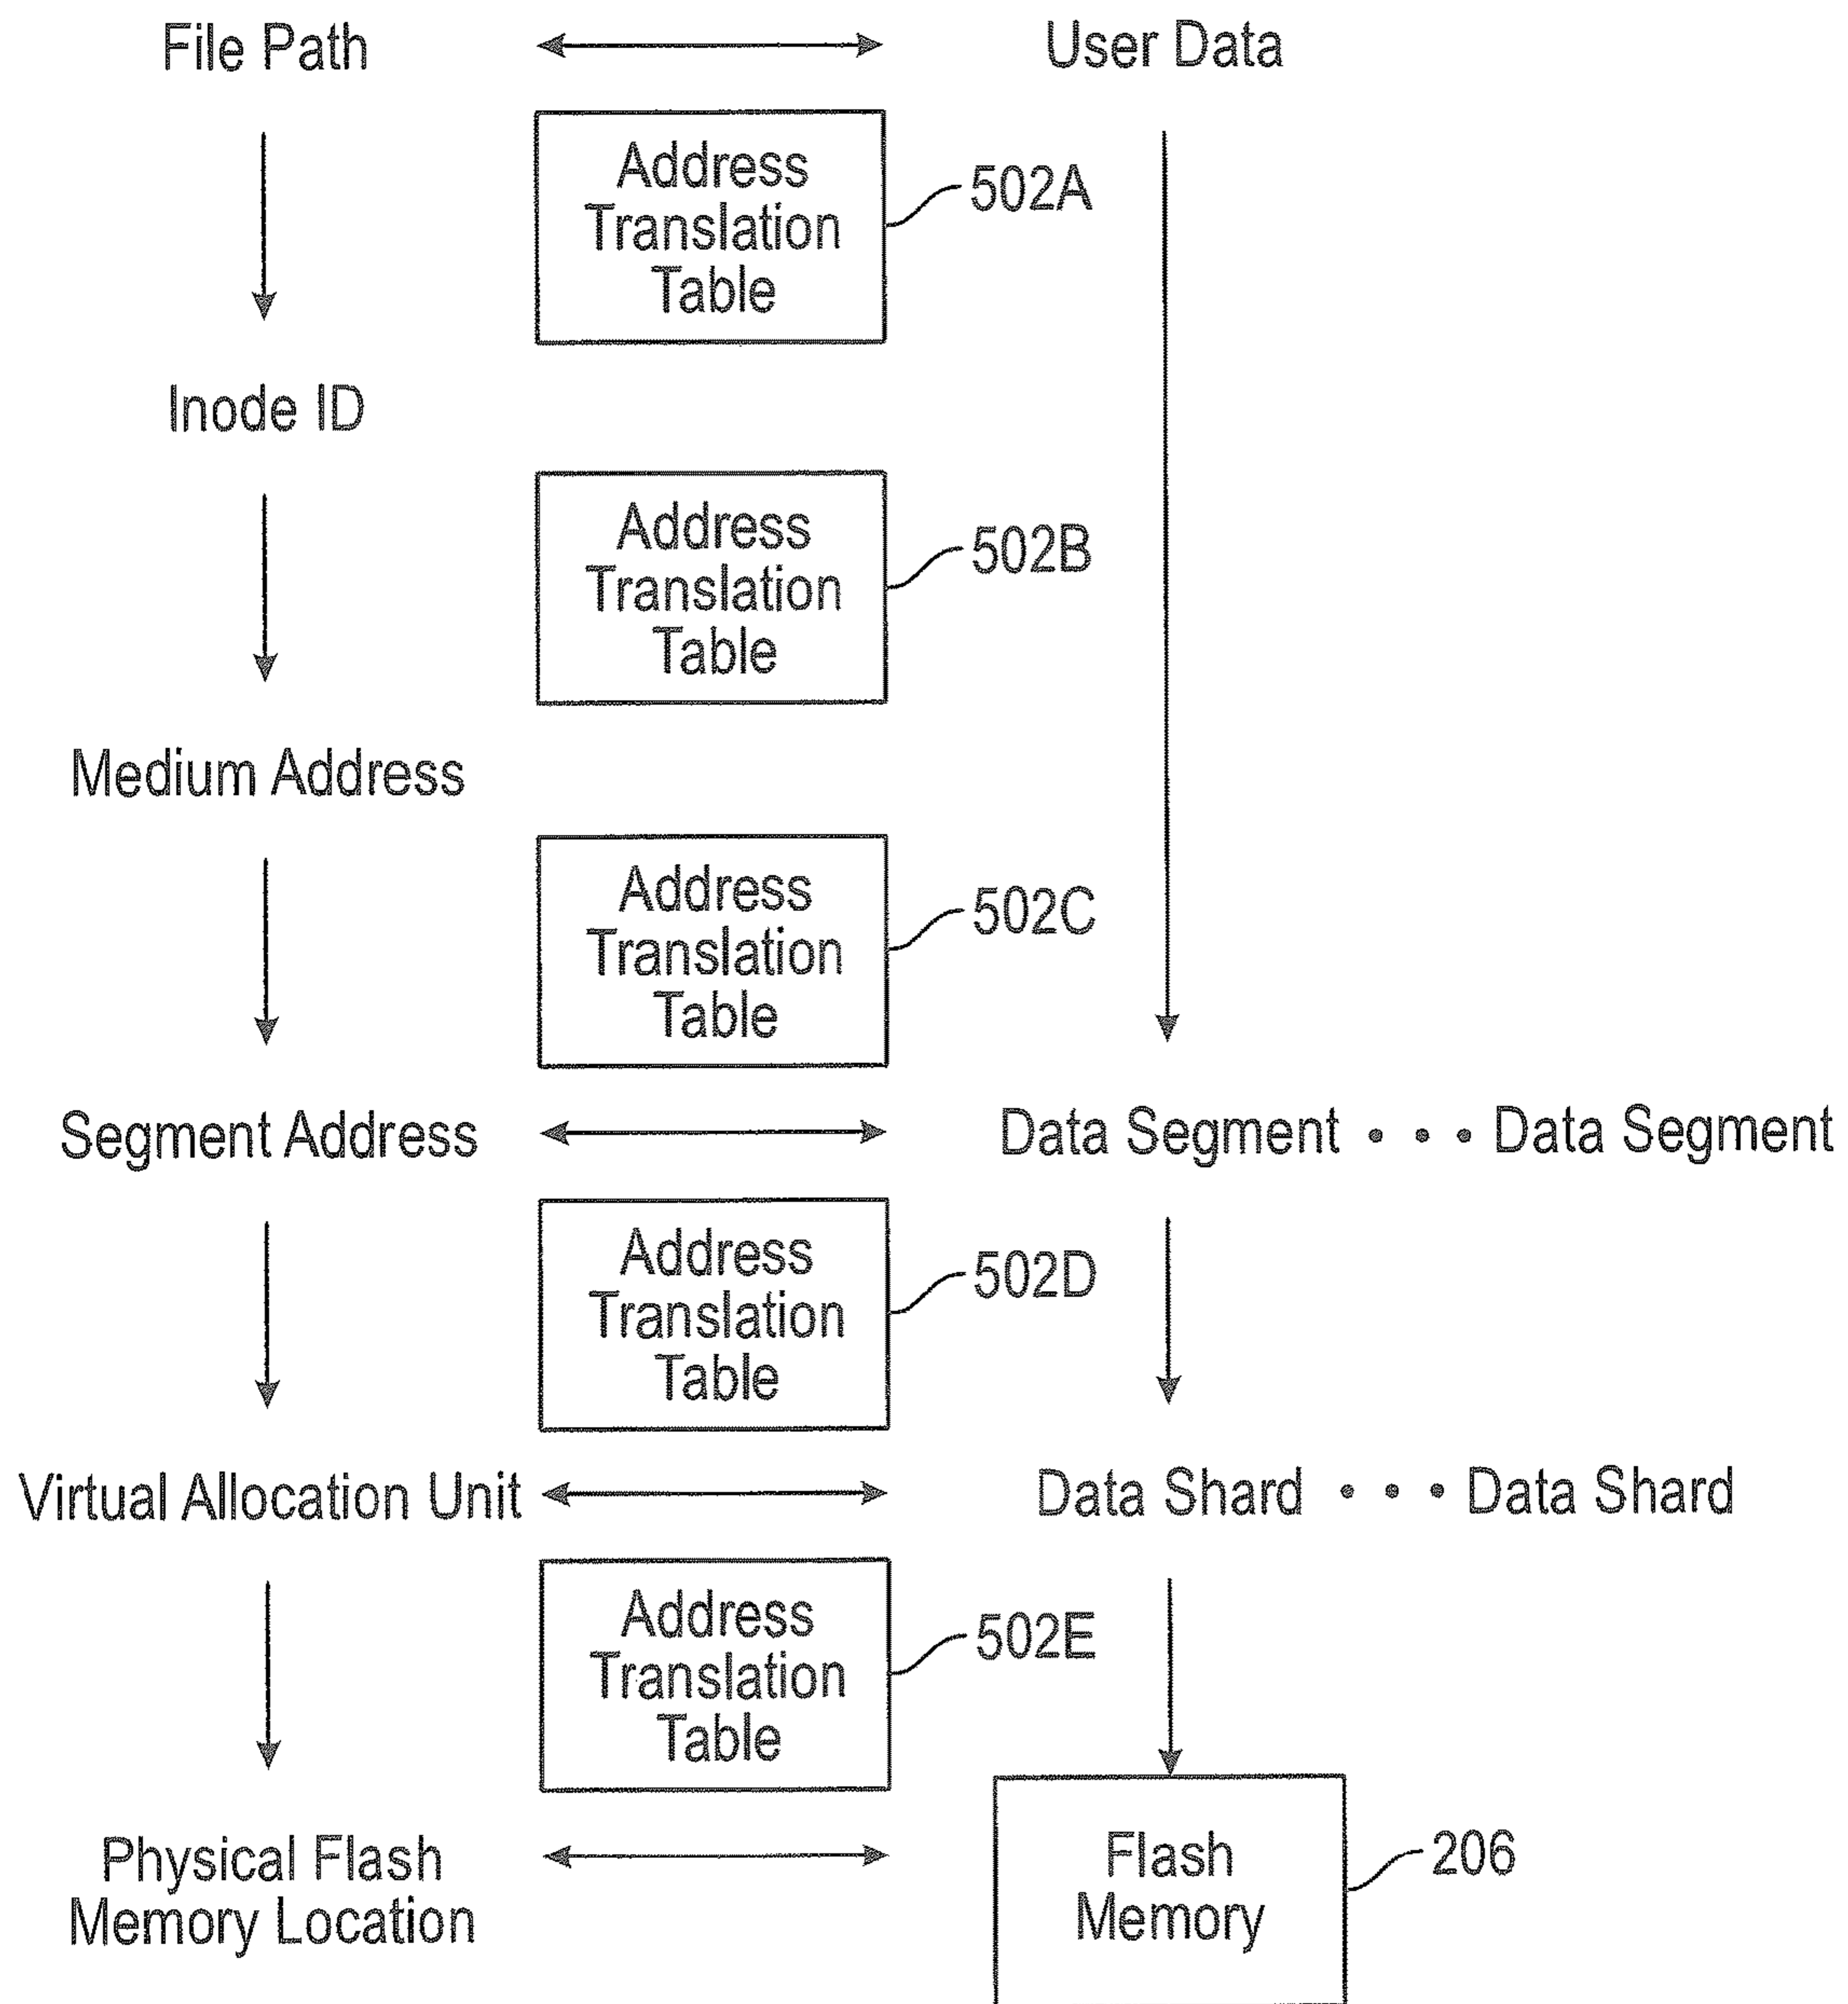 File Path
User Data
Address
Translation
Table
502A
Inode ID
Address
Translation
Table
502B
Medium Address
Address
Translation
Table
502C
Segment Address
Data Segment • • • Data Segment
Address
Translation
Table
502D
Virtual Allocation Unit
Data Shard • • • Data Shard
Address
Translation
Table
502E
Physical Flash
Memory Location
Flash
Memory
206